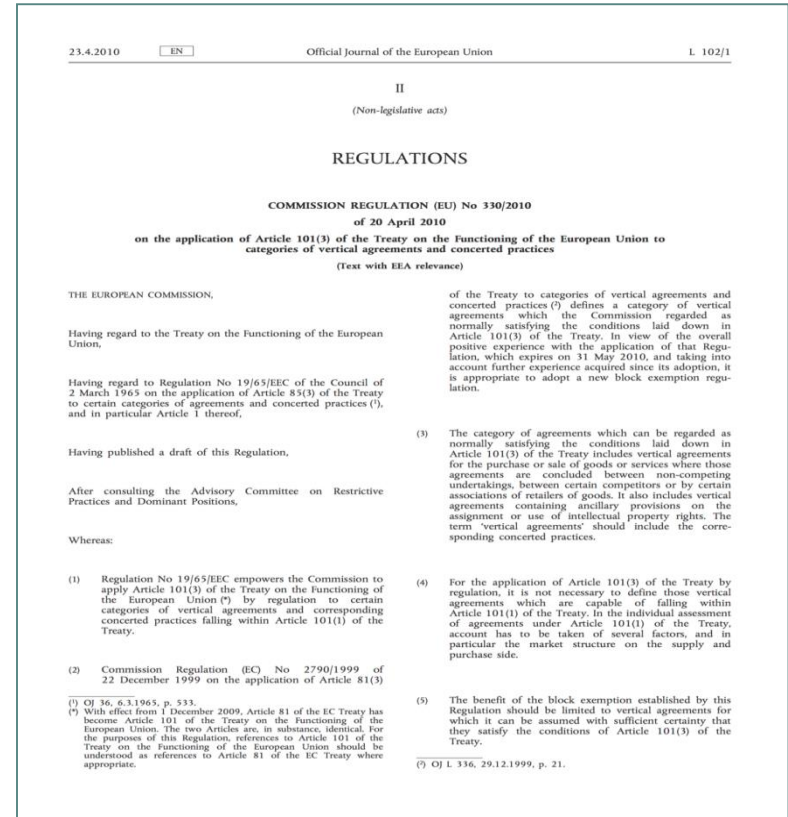 23.4.2010 EN Official Journal of the European Union L 102/1
II
(Non-legislative acts)
REGULATIONS
COMMISSION REGULATION (EU) No 330/2010
of 20 April 2010
on the application of Article 101(3) of the Treaty on the Functioning of the European Union to
categories of vertical agreements and concerted practices
(Text with EEA relevance)
THE EUROPEAN COMMISSION,
Having regard to the Treaty on the Functioning of the European
Union,
Having regard to Regulation No 19/65/EEC of the Council of
2 March 1965 on the application of Article 85(3) of the Treaty
to certain categories of agreements and concerted practices (¹),
and in particular Article 1 thereof,
Having published a draft of this Regulation,
After consulting the Advisory Committee on Restrictive
Practices and Dominant Positions,
Whereas:
(1) Regulation No 19/65/EEC empowers the Commission to
apply Article 101(3) of the Treaty on the Functioning of
the European Union (*) by regulation to certain
categories of vertical agreements and corresponding
concerted practices falling within Article 101(1) of the
Treaty.
(2) Commission Regulation (EC) No 2790/1999 of
22 December 1999 on the application of Article 81(3)
(¹) OJ 36, 6.3.1965, p. 533.
(*) With effect from 1 December 2009, Article 81 of the EC Treaty has
become Article 101 of the Treaty on the Functioning of the
European Union. The two Articles are, in substance, identical. For
the purposes of this Regulation, references to Article 101 of the
Treaty on the Functioning of the European Union should be
understood as references to Article 81 of the EC Treaty where
appropriate.
of the Treaty to categories of vertical agreements and
concerted practices (²) defines a category of vertical
agreements which the Commission regarded as
normally satisfying the conditions laid down in
Article 101(3) of the Treaty. In view of the overall
positive experience with the application of that Regu-
lation, which expires on 31 May 2010, and taking into
account further experience acquired since its adoption, it
is appropriate to adopt a new block exemption regu-
lation.
(3) The category of agreements which can be regarded as
normally satisfying the conditions laid down in
Article 101(3) of the Treaty includes vertical agreements
for the purchase or sale of goods or services where those
agreements are concluded between non-competing
undertakings, between certain competitors or by certain
associations of retailers of goods. It also includes vertical
agreements containing ancillary provisions on the
assignment or use of intellectual property rights. The
term 'vertical agreements' should include the corre-
sponding concerted practices.
(4) For the application of Article 101(3) of the Treaty by
regulation, it is not necessary to define those vertical
agreements which are capable of falling within
Article 101(1) of the Treaty. In the individual assessment
of agreements under Article 101(1) of the Treaty,
account has to be taken of several factors, and in
particular the market structure on the supply and
purchase side.
(5) The benefit of the block exemption established by this
Regulation should be limited to vertical agreements for
which it can be assumed with sufficient certainty that
they satisfy the conditions of Article 101(3) of the
Treaty.
(²) OJ L 336, 29.12.1999, p. 21.